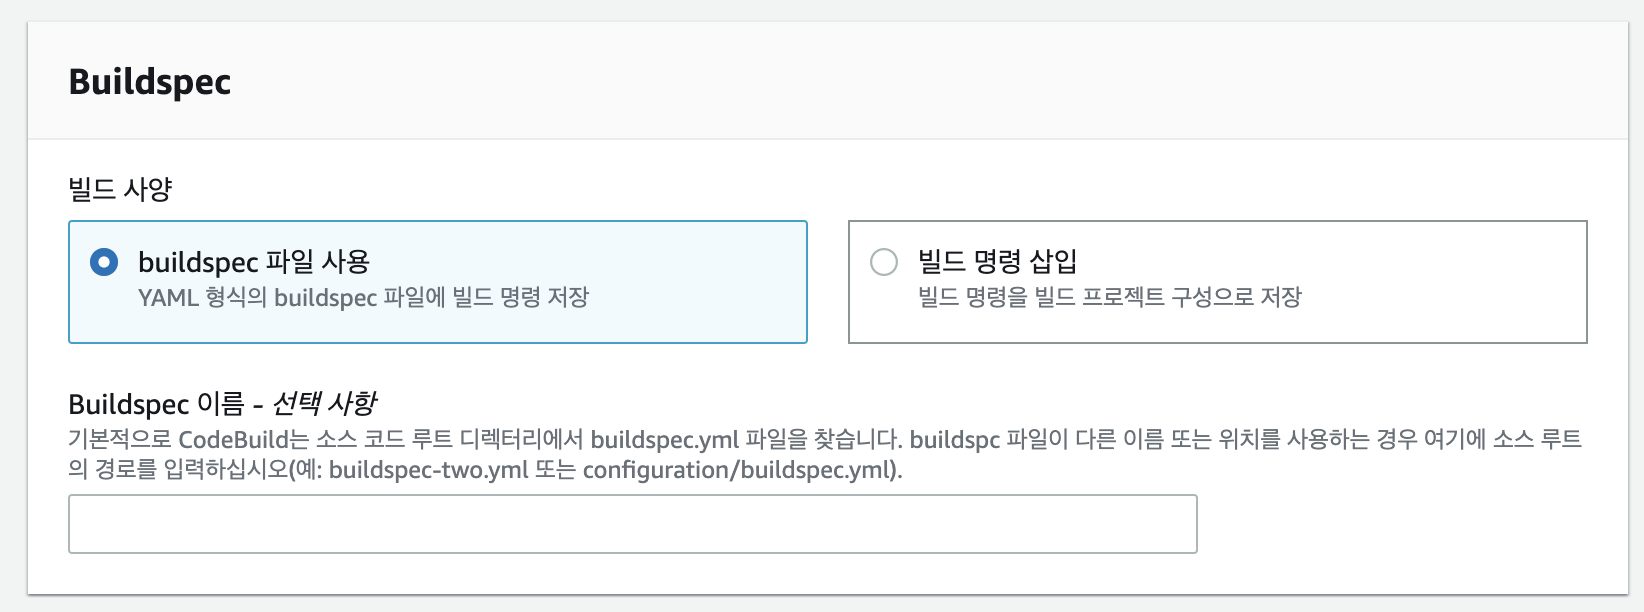 Buildspec
빌드 사양
buildspec 파일 사용
YAML 형식의 buildspec 파일에 빌드 명령 저장
빌드 명령 삽입
빌드 명령을 빌드 프로젝트 구성으로 저장
Buildspec 이름 - 선택 사항
기본적으로 CodeBuild는 소스 코드 루트 디렉터리에서 buildspec.yml 파일을 찾습니다. buildspc 파일이 다른 이름 또는 위치를 사용하는 경우 여기에 소스 루트
의 경로를 입력하십시오(예: buildspec-two.yml 또는 configuration/buildspec.yml).